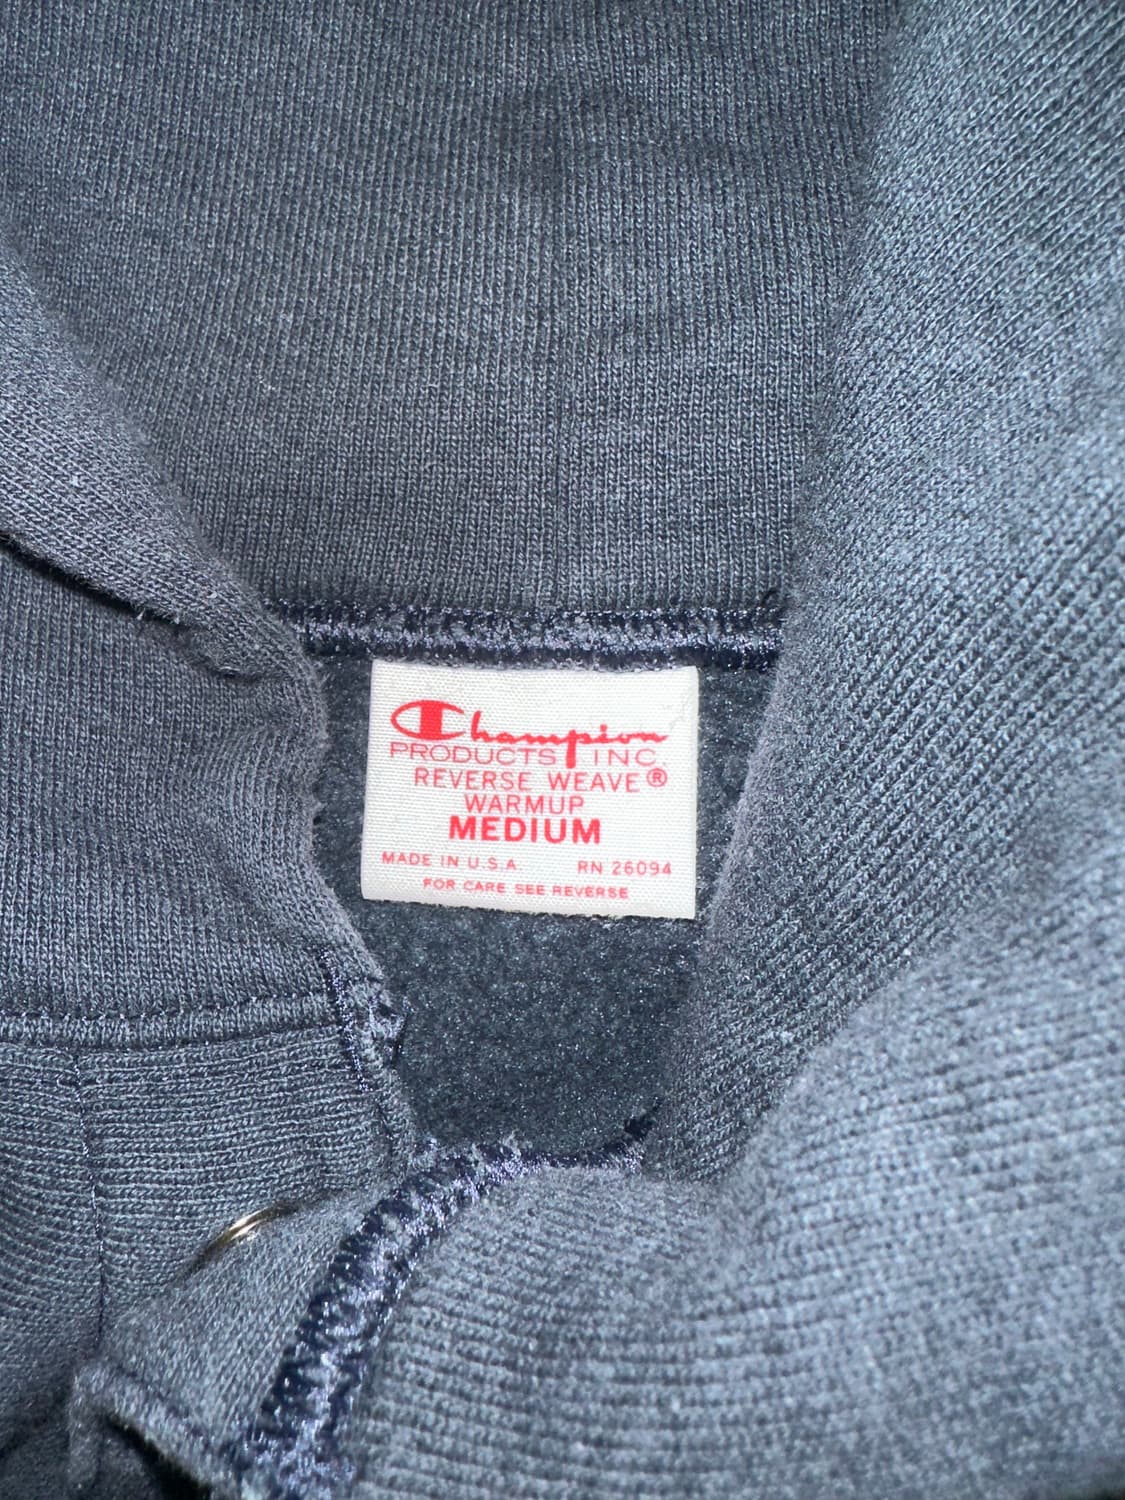 Champion
PRODUCTS INC
REVERSE WEAVE®
WARMUP
MEDIUM
MADE IN U.S.A. RN 26094
FOR CARE SEE REVERSE